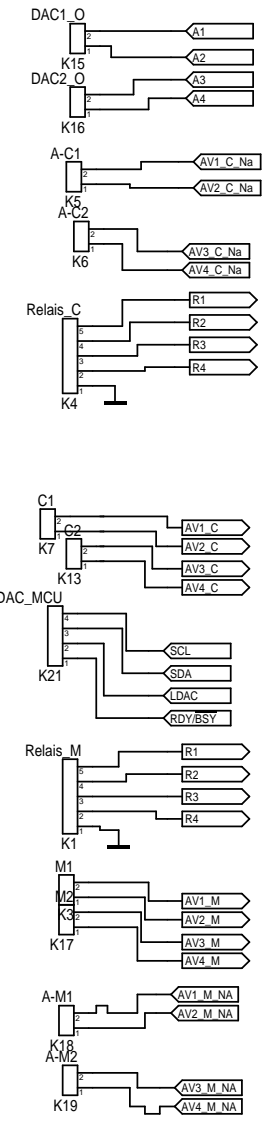 DAC1_O
2
1
K15
A1
A2
DAC2_O
2
1
K16
A3
A4
A-C1
2
1
K5
AV1_C_Na
AV2_C_Na
A-C2
2
1
K6
AV3_C_Na
AV4_C_Na
Relais_C
5
4
3
2
1
K4
R1
R2
R3
R4
C1
2
1
K7
C2
2
1
K13
AV1_C
AV2_C
AV3_C
AV4_C
DAC_MCU
4
3
2
1
K21
SCL
SDA
LDAC
RDY/BSY
Relais_M
5
4
3
2
1
K1
R1
R2
R3
R4
M1
2
1
M2
K3
2
1
K17
AV1_M
AV2_M
AV3_M
AV4_M
A-M1
2
1
K18
AV1_M_NA
AV2_M_NA
A-M2
2
1
K19
AV3_M_NA
AV4_M_NA